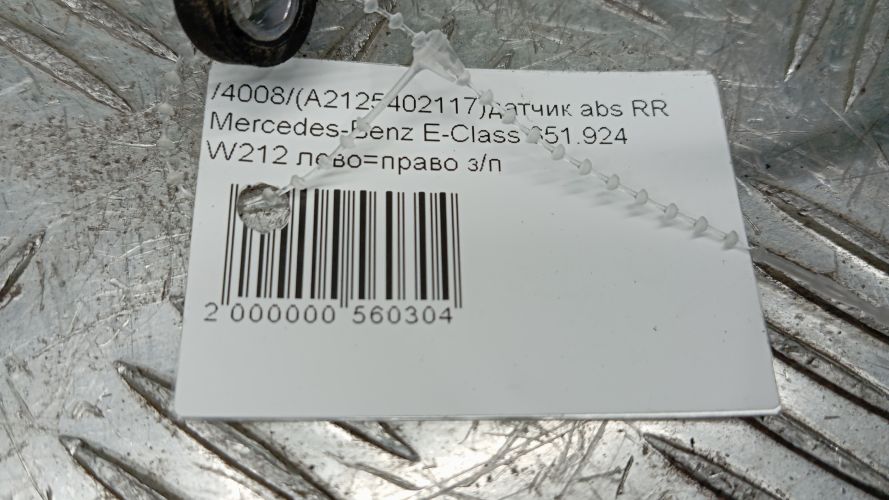 /4008/(A2125402117)датчик abs RR
Mercedes-Benz E-Class 651.924
W212 лево=право з/п
2 000000 560304